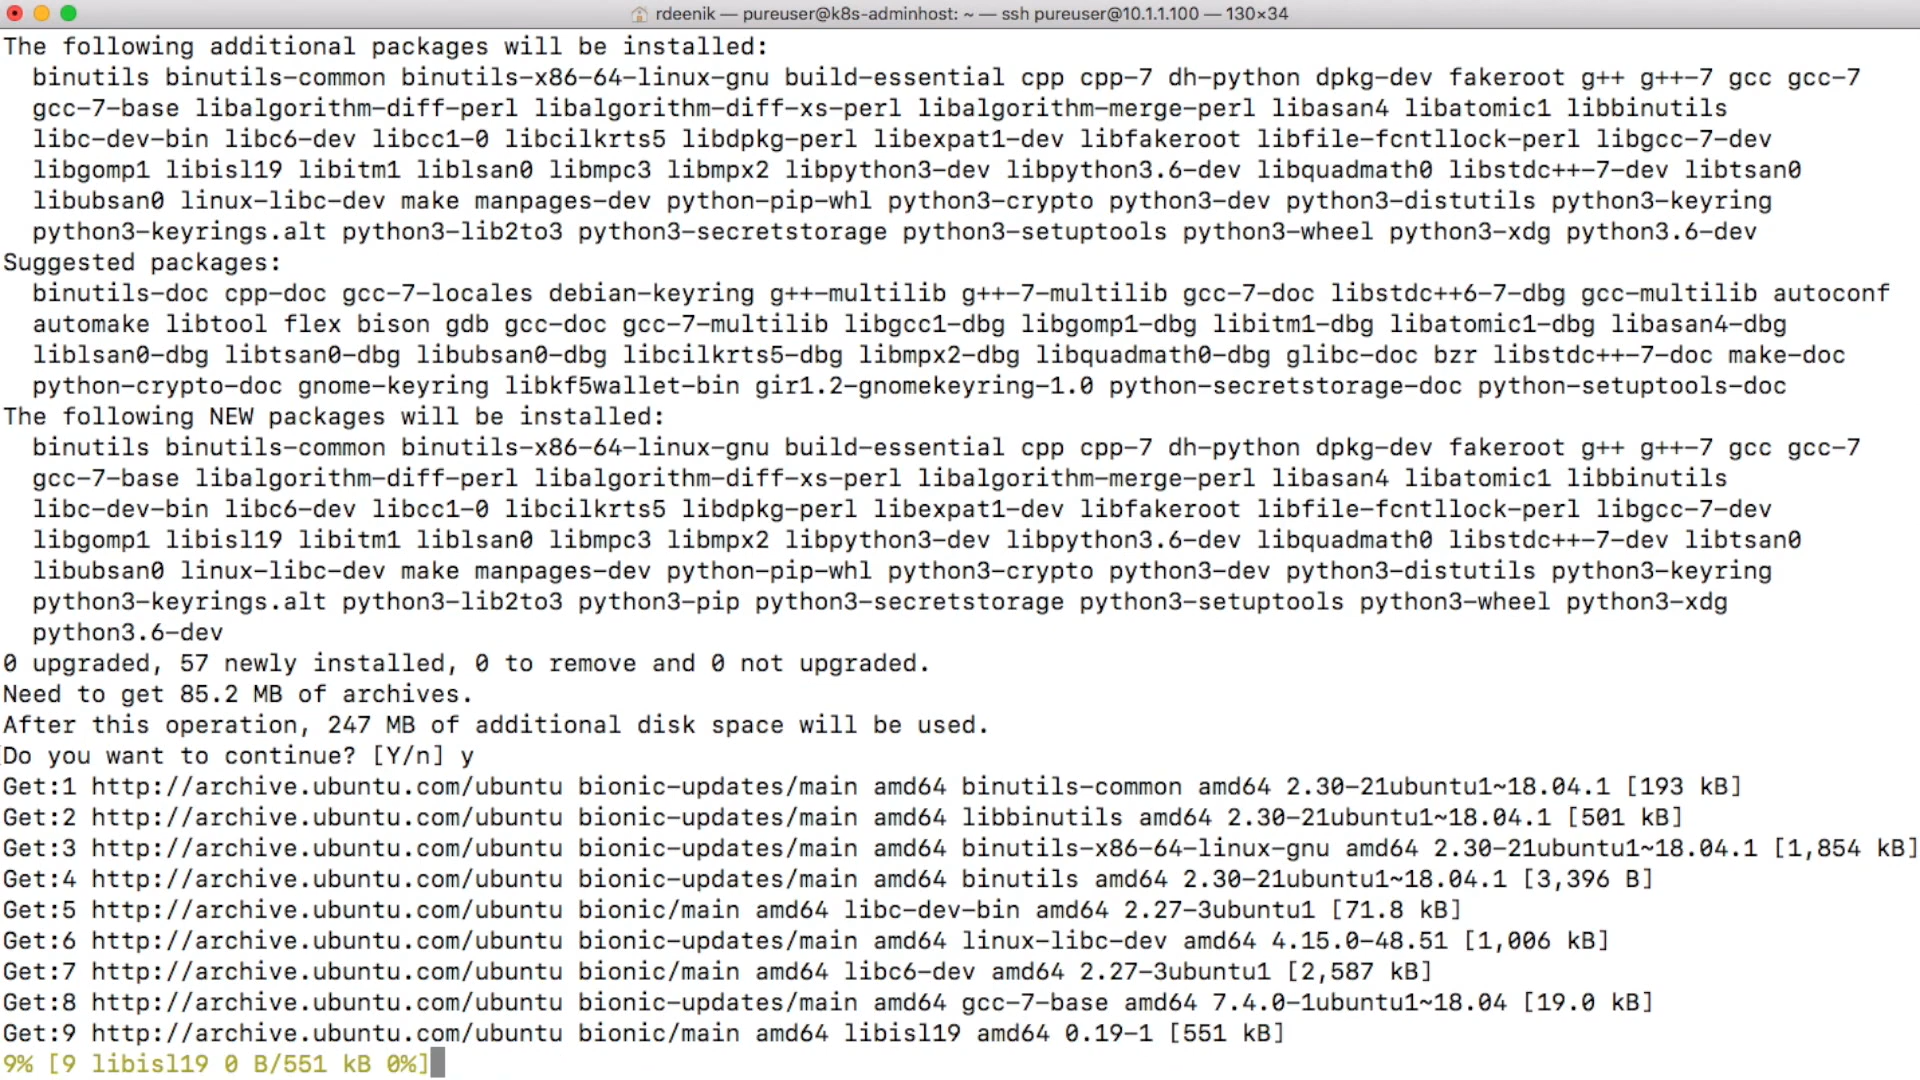 rdeenik — pureuser@k8s-adminhost: ~ — ssh pureuser@10.1.1.100 — 130×34
The following additional packages will be installed:
  binutils binutils-common binutils-x86-64-linux-gnu build-essential cpp cpp-7 dh-python dpkg-dev fakeroot g++ g++-7 gcc gcc-7
  gcc-7-base libalgorithm-diff-perl libalgorithm-diff-xs-perl libalgorithm-merge-perl libasan4 libatomic1 libbinutils
  libc-dev-bin libc6-dev libcc1-0 libcilkrts5 libdpkg-perl libexpat1-dev libfakeroot libfile-fcntllock-perl libgcc-7-dev
  libgomp1 libisl19 libitm1 liblsan0 libmpc3 libmpx2 libpython3-dev libpython3.6-dev libquadmath0 libstdc++-7-dev libtsan0
  libubsan0 linux-libc-dev make manpages-dev python-pip-whl python3-crypto python3-dev python3-distutils python3-keyring
  python3-keyrings.alt python3-lib2to3 python3-secretstorage python3-setuptools python3-wheel python3-xdg python3.6-dev
Suggested packages:
  binutils-doc cpp-doc gcc-7-locales debian-keyring g++-multilib g++-7-multilib gcc-7-doc libstdc++6-7-dbg gcc-multilib autoconf
  automake libtool flex bison gdb gcc-doc gcc-7-multilib libgcc1-dbg libgomp1-dbg libitm1-dbg libatomic1-dbg libasan4-dbg
  liblsan0-dbg libtsan0-dbg libubsan0-dbg libcilkrts5-dbg libmpx2-dbg libquadmath0-dbg glibc-doc bzr libstdc++-7-doc make-doc
  python-crypto-doc gnome-keyring libkf5wallet-bin gir1.2-gnomekeyring-1.0 python-secretstorage-doc python-setuptools-doc
The following NEW packages will be installed:
  binutils binutils-common binutils-x86-64-linux-gnu build-essential cpp cpp-7 dh-python dpkg-dev fakeroot g++ g++-7 gcc gcc-7
  gcc-7-base libalgorithm-diff-perl libalgorithm-diff-xs-perl libalgorithm-merge-perl libasan4 libatomic1 libbinutils
  libc-dev-bin libc6-dev libcc1-0 libcilkrts5 libdpkg-perl libexpat1-dev libfakeroot libfile-fcntllock-perl libgcc-7-dev
  libgomp1 libisl19 libitm1 liblsan0 libmpc3 libmpx2 libpython3-dev libpython3.6-dev libquadmath0 libstdc++-7-dev libtsan0
  libubsan0 linux-libc-dev make manpages-dev python-pip-whl python3-crypto python3-dev python3-distutils python3-keyring
  python3-keyrings.alt python3-lib2to3 python3-pip python3-secretstorage python3-setuptools python3-wheel python3-xdg
  python3.6-dev
0 upgraded, 57 newly installed, 0 to remove and 0 not upgraded.
Need to get 85.2 MB of archives.
After this operation, 247 MB of additional disk space will be used.
Do you want to continue? [Y/n] y
Get:1 http://archive.ubuntu.com/ubuntu bionic-updates/main amd64 binutils-common amd64 2.30-21ubuntu1~18.04.1 [193 kB]
Get:2 http://archive.ubuntu.com/ubuntu bionic-updates/main amd64 libbinutils amd64 2.30-21ubuntu1~18.04.1 [501 kB]
Get:3 http://archive.ubuntu.com/ubuntu bionic-updates/main amd64 binutils-x86-64-linux-gnu amd64 2.30-21ubuntu1~18.04.1 [1,854 kB]
Get:4 http://archive.ubuntu.com/ubuntu bionic-updates/main amd64 binutils amd64 2.30-21ubuntu1~18.04.1 [3,396 B]
Get:5 http://archive.ubuntu.com/ubuntu bionic/main amd64 libc-dev-bin amd64 2.27-3ubuntu1 [71.8 kB]
Get:6 http://archive.ubuntu.com/ubuntu bionic-updates/main amd64 linux-libc-dev amd64 4.15.0-48.51 [1,006 kB]
Get:7 http://archive.ubuntu.com/ubuntu bionic/main amd64 libc6-dev amd64 2.27-3ubuntu1 [2,587 kB]
Get:8 http://archive.ubuntu.com/ubuntu bionic-updates/main amd64 gcc-7-base amd64 7.4.0-1ubuntu1~18.04 [19.0 kB]
Get:9 http://archive.ubuntu.com/ubuntu bionic/main amd64 libisl19 amd64 0.19-1 [551 kB]
9% [9 libisl19 0 B/551 kB 0%]